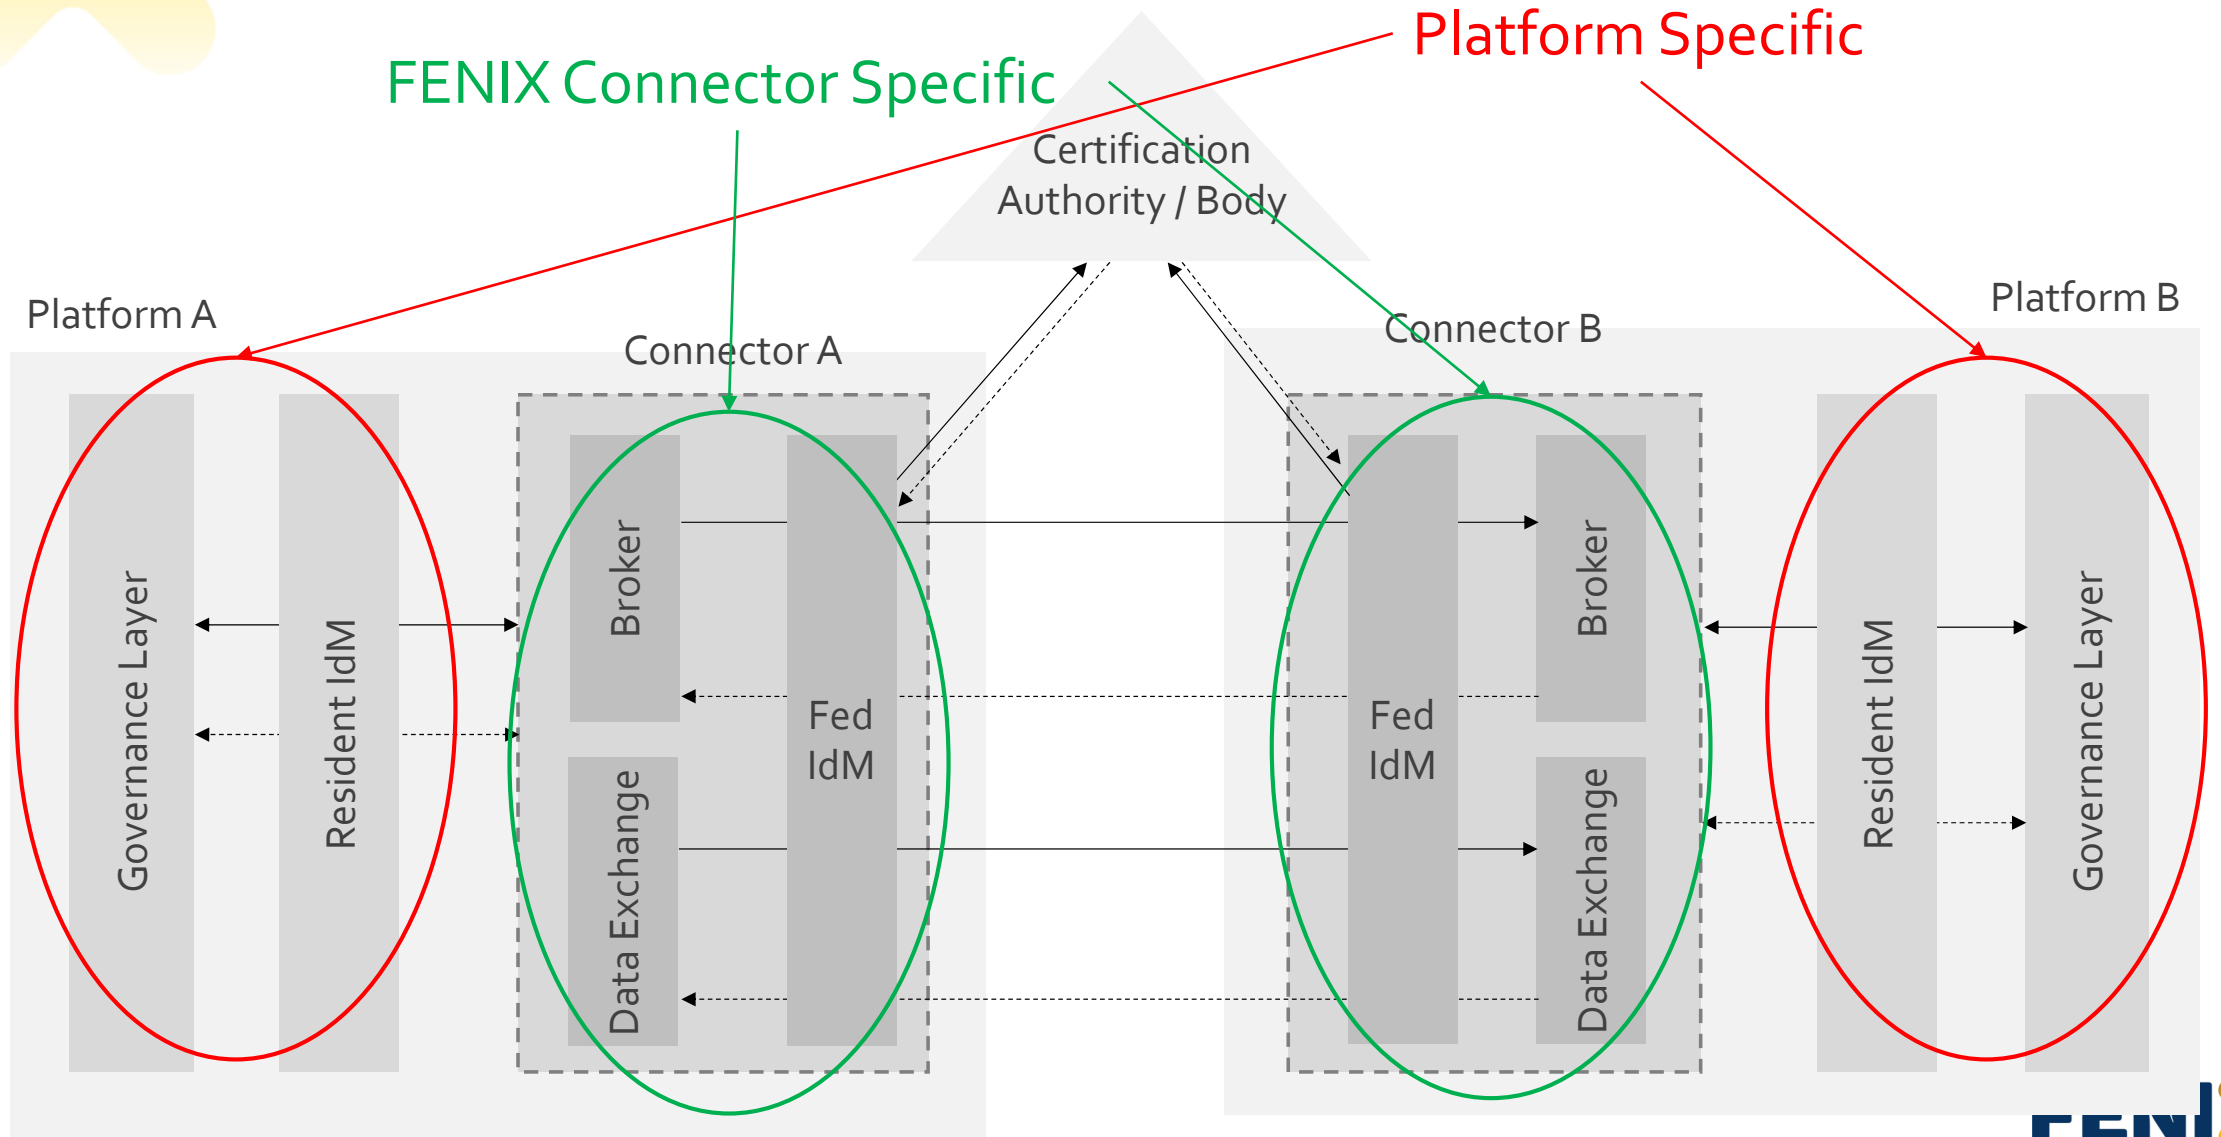 Platform Specific
FENIX Connector Specific
Certification
Authority / Body
Platform A
Platform B
Connector A
Connector B
Governance Layer
Resident IdM
Broker
Data Exchange
Fed
IdM
Fed
IdM
Broker
Data Exchange
Resident IdM
Governance Layer